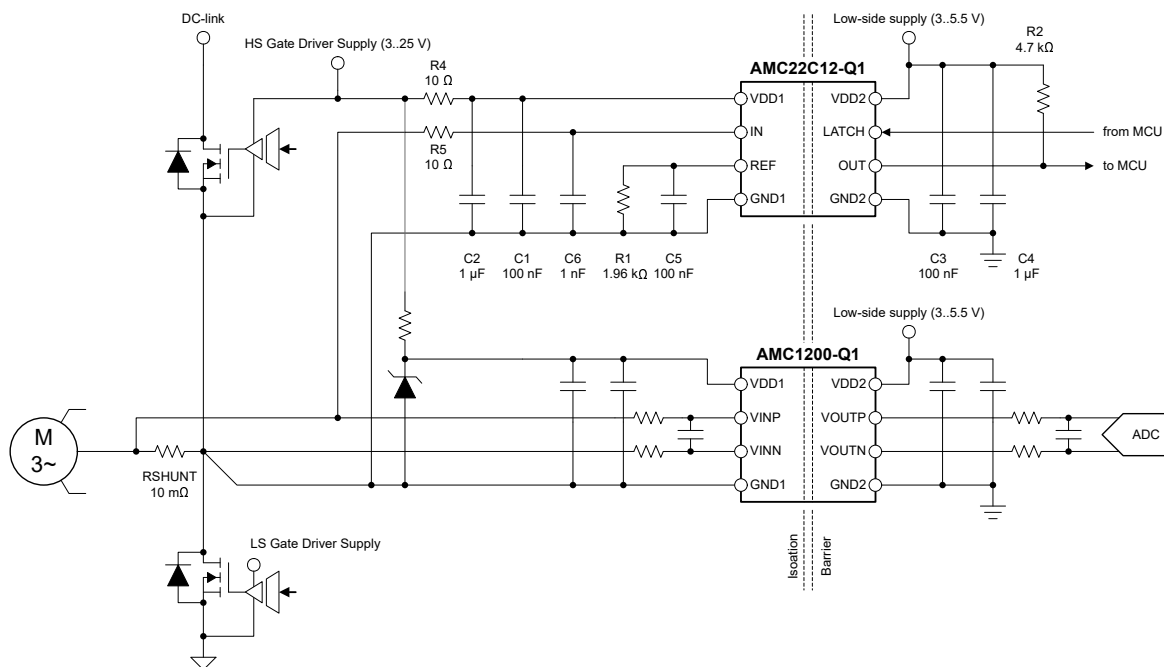 DC-link
HS Gate Driver Supply (3..25 V)
Low-side supply (3..5.5 V)
R2
4.7 kΩ
R4
10 Ω
AMC22C12-Q1
VDD1
VDD2
IN
LATCH
from MCU
R5
10 Ω
REF
OUT
to MCU
GND1
GND2
C2
1 µF
C1
100 nF
C6
1 nF
R1
1.96 kΩ
C5
100 nF
C3
100 nF
C4
1 µF
Low-side supply (3..5.5 V)
AMC1200-Q1
VDD1
VDD2
VINP
VOUTP
M
3~
ADC
VINN
VOUTN
RSHUNT
10 mΩ
GND1
GND2
LS Gate Driver Supply
Isoation
Barrier